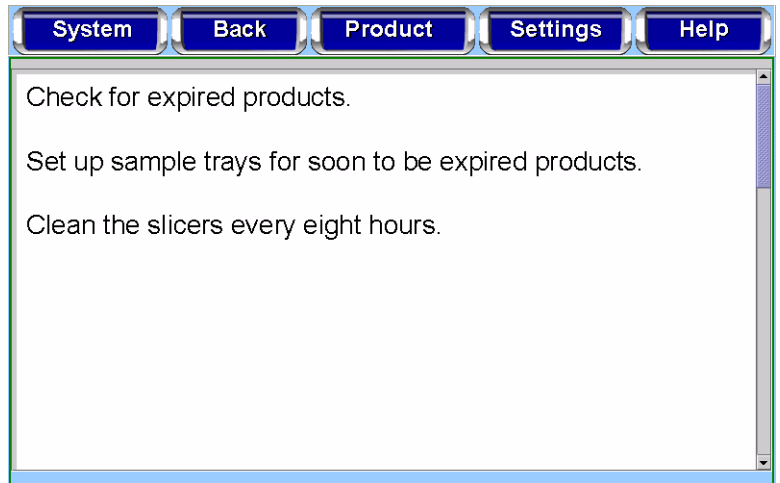 System Back Product Settings Help
Check for expired products.
Set up sample trays for soon to be expired products.
Clean the slicers every eight hours.